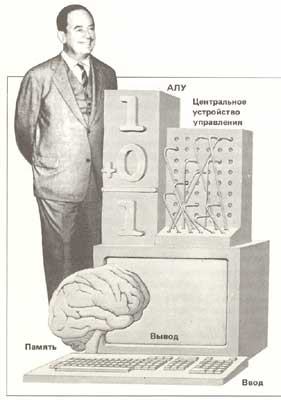 АЛУ
Центральное
устройство
управления
1
+0
1
Память
Вывод
Ввод